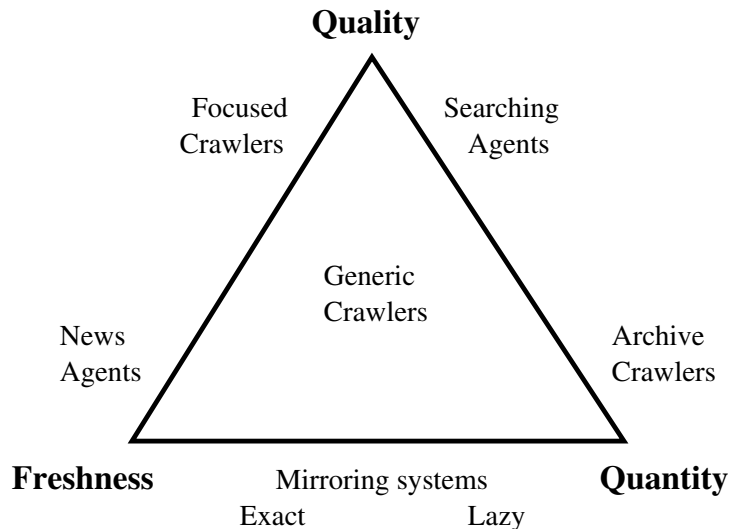 Quality
Focused
Crawlers
Searching
Agents
Generic
Crawlers
News
Agents
Archive
Crawlers
Freshness
Mirroring systems
Quantity
Exact
Lazy